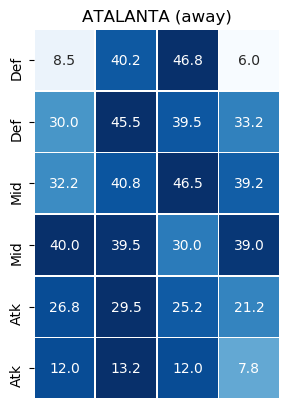 ATALANTA (away)
Def 8.5 40.2 46.8 6.0
Def 30.0 45.5 39.5 33.2
Mid 32.2 40.8 46.5 39.2
Mid 40.0 39.5 30.0 39.0
Atk 26.8 29.5 25.2 21.2
Atk 12.0 13.2 12.0 7.8